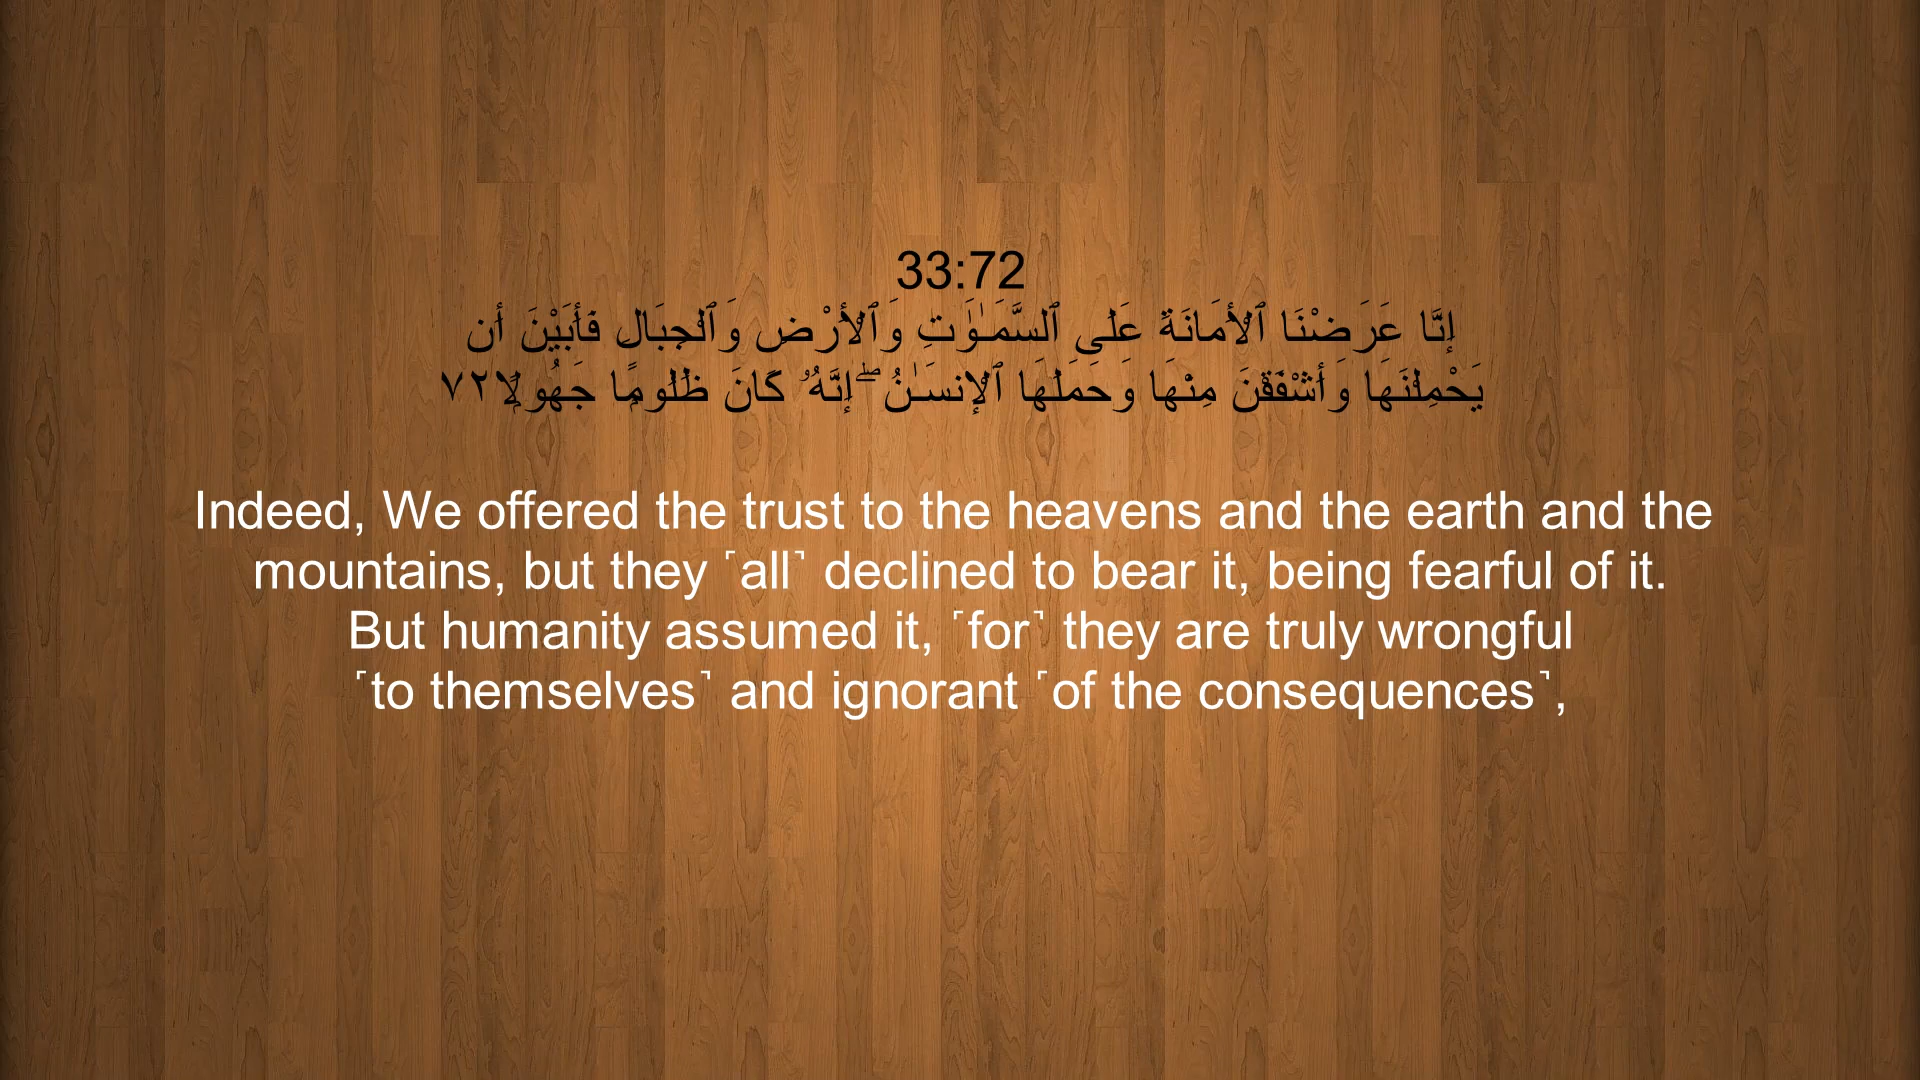 33:72
إِنَّا عَرَضْنَا ٱلْأَمَانَةَ عَلَى ٱلسَّمَـٰوَٰتِ وَٱلْأَرْضِ وَٱلْجِبَالِ فَأَبَيْنَ أَن
يَحْمِلْنَهَا وَأَشْفَقْنَ مِنْهَا وَحَمَلَهَا ٱلْإِنسَـٰنُ ۖ إِنَّهُۥ كَانَ ظَلُومًۭا جَهُولًۭا ٧٢
Indeed, We offered the trust to the heavens and the earth and the
mountains, but they ˹all˺ declined to bear it, being fearful of it.
But humanity assumed it, ˹for˺ they are truly wrongful
˹to themselves˺ and ignorant ˹of the consequences˺,